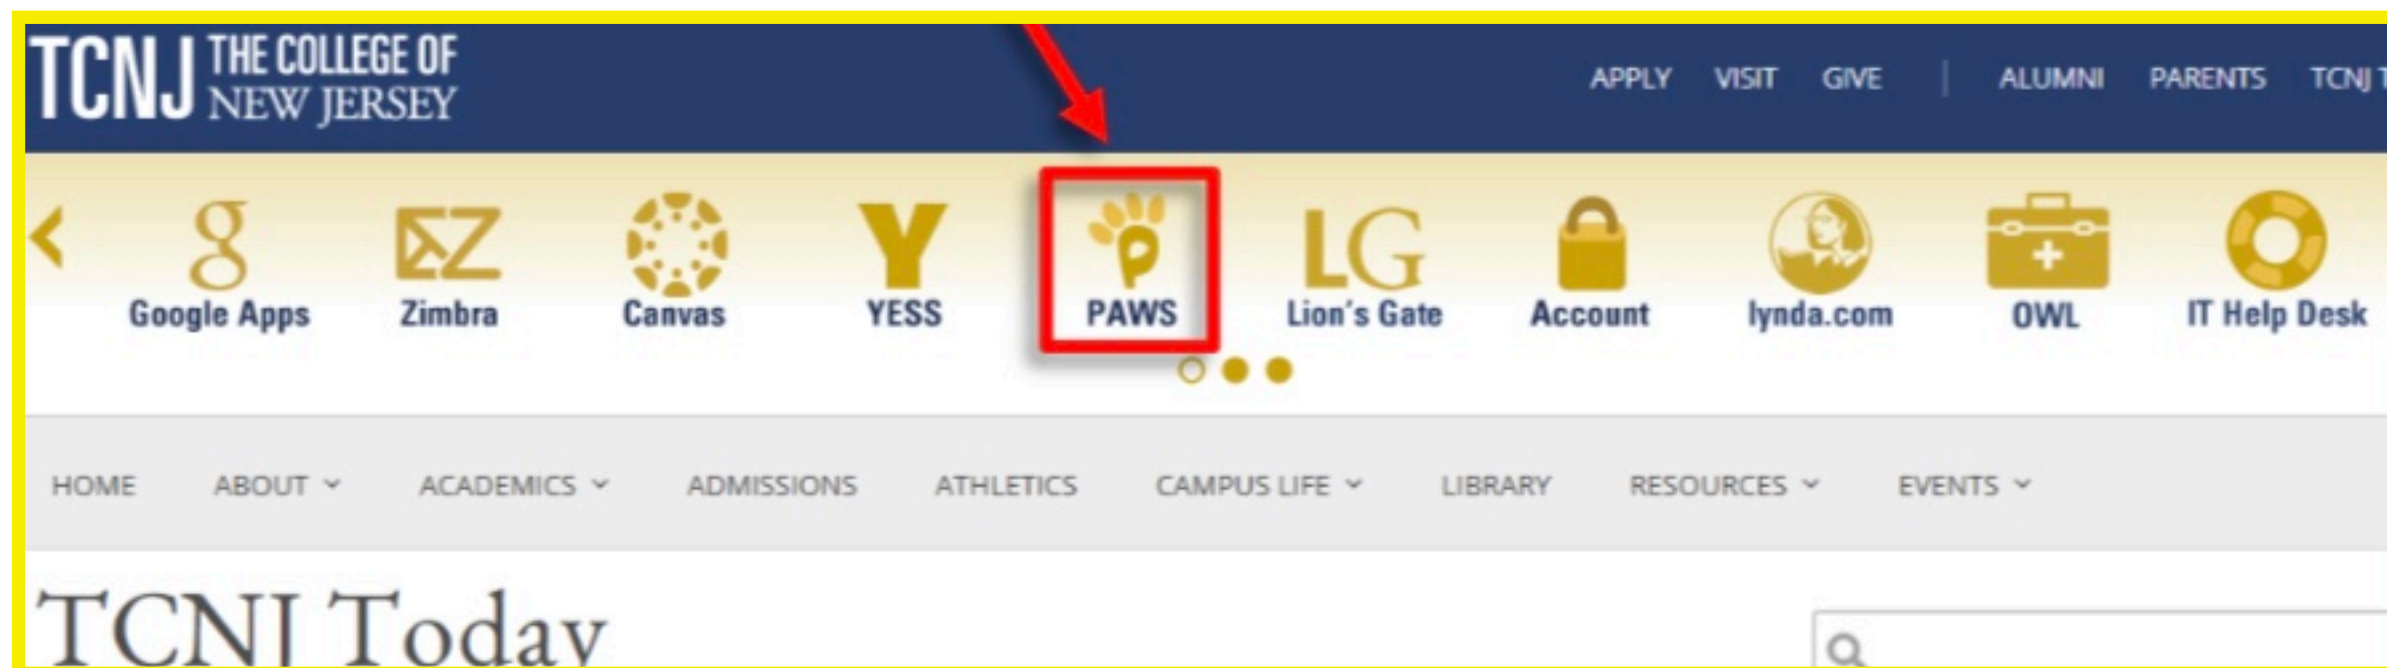 TCNJ THE COLLEGE OF
NEW JERSEY
APPLY VISIT GIVE | ALUMNI PARENTS TCNJ
Google Apps Zimbra Canvas YESS PAWS Lion's Gate Account lynda.com OWL IT Help Desk
HOME ABOUT ACADEMICS ADMISSIONS ATHLETICS CAMPUS LIFE LIBRARY RESOURCES EVENTS
TCNJ Today